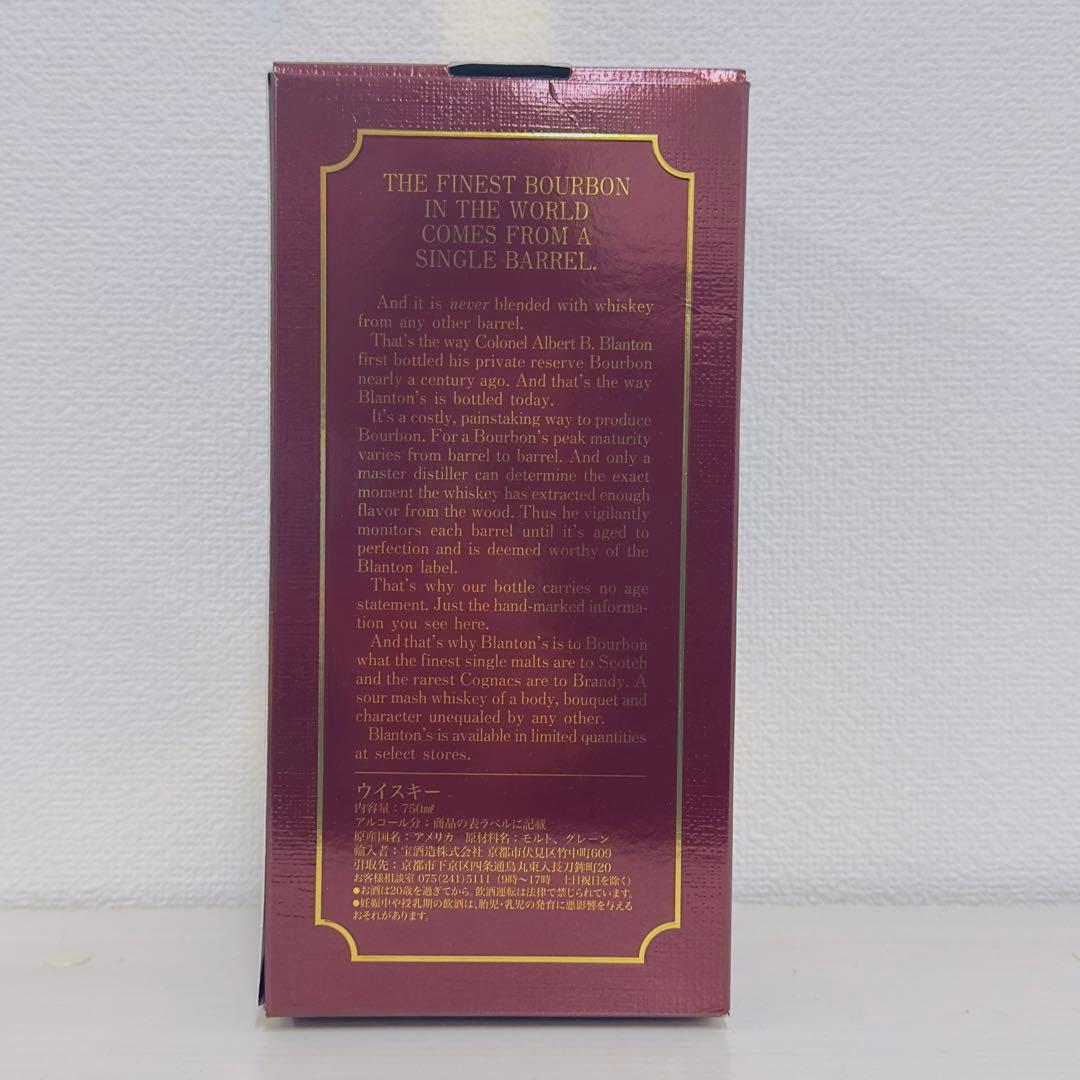 THE FINEST BOURBON
IN THE WORLD
COMES FROM A
SINGLE BARREL.
And it is never blended with whiskey
from any other barrel.
That's the way Colonel Albert B. Blanton
first bottled his private reserve Bourbon
nearly a century ago. And that's the way
Blanton's is bottled today.
It's a costly, painstaking way to produce
Bourbon. For a Bourbon's peak maturity
varies from barrel to barrel. And only a
master distiller can determine the exact
moment the whiskey has extracted enough
flavor from the wood. Thus he vigilantly
monitors each barrel until it's aged to
perfection and is deemed worthy of the
Blanton label.
That's why our bottle carries no age
statement. Just the hand-marked informa-
tion you see here.
And that's why Blanton's is to Bourbon
what the finest single malts are to Scotch
and the rarest Cognacs are to Brandy. A
sour mash whiskey of a body, bouquet and
character unequaled by any other.
Blanton's is available in limited quantities
at select stores.
ウイスキー
内容量：750㎖
アルコール分：商品の表ラベルに記載
原産国名：アメリカ 原材料名：モルト、グレーン
輸入者：宝酒造株式会社 京都市伏見区竹中町609
引取先：京都市下京区四条通烏丸東入長刀鉾町20
お客様相談室 075(241)5111 (9時〜17時 土日祝日を除く)
●お酒は20歳を過ぎてから。飲酒運転は法律で禁じられています。
●妊娠中や授乳期の飲酒は、胎児・乳児の発育に悪影響を与える
おそれがあります。